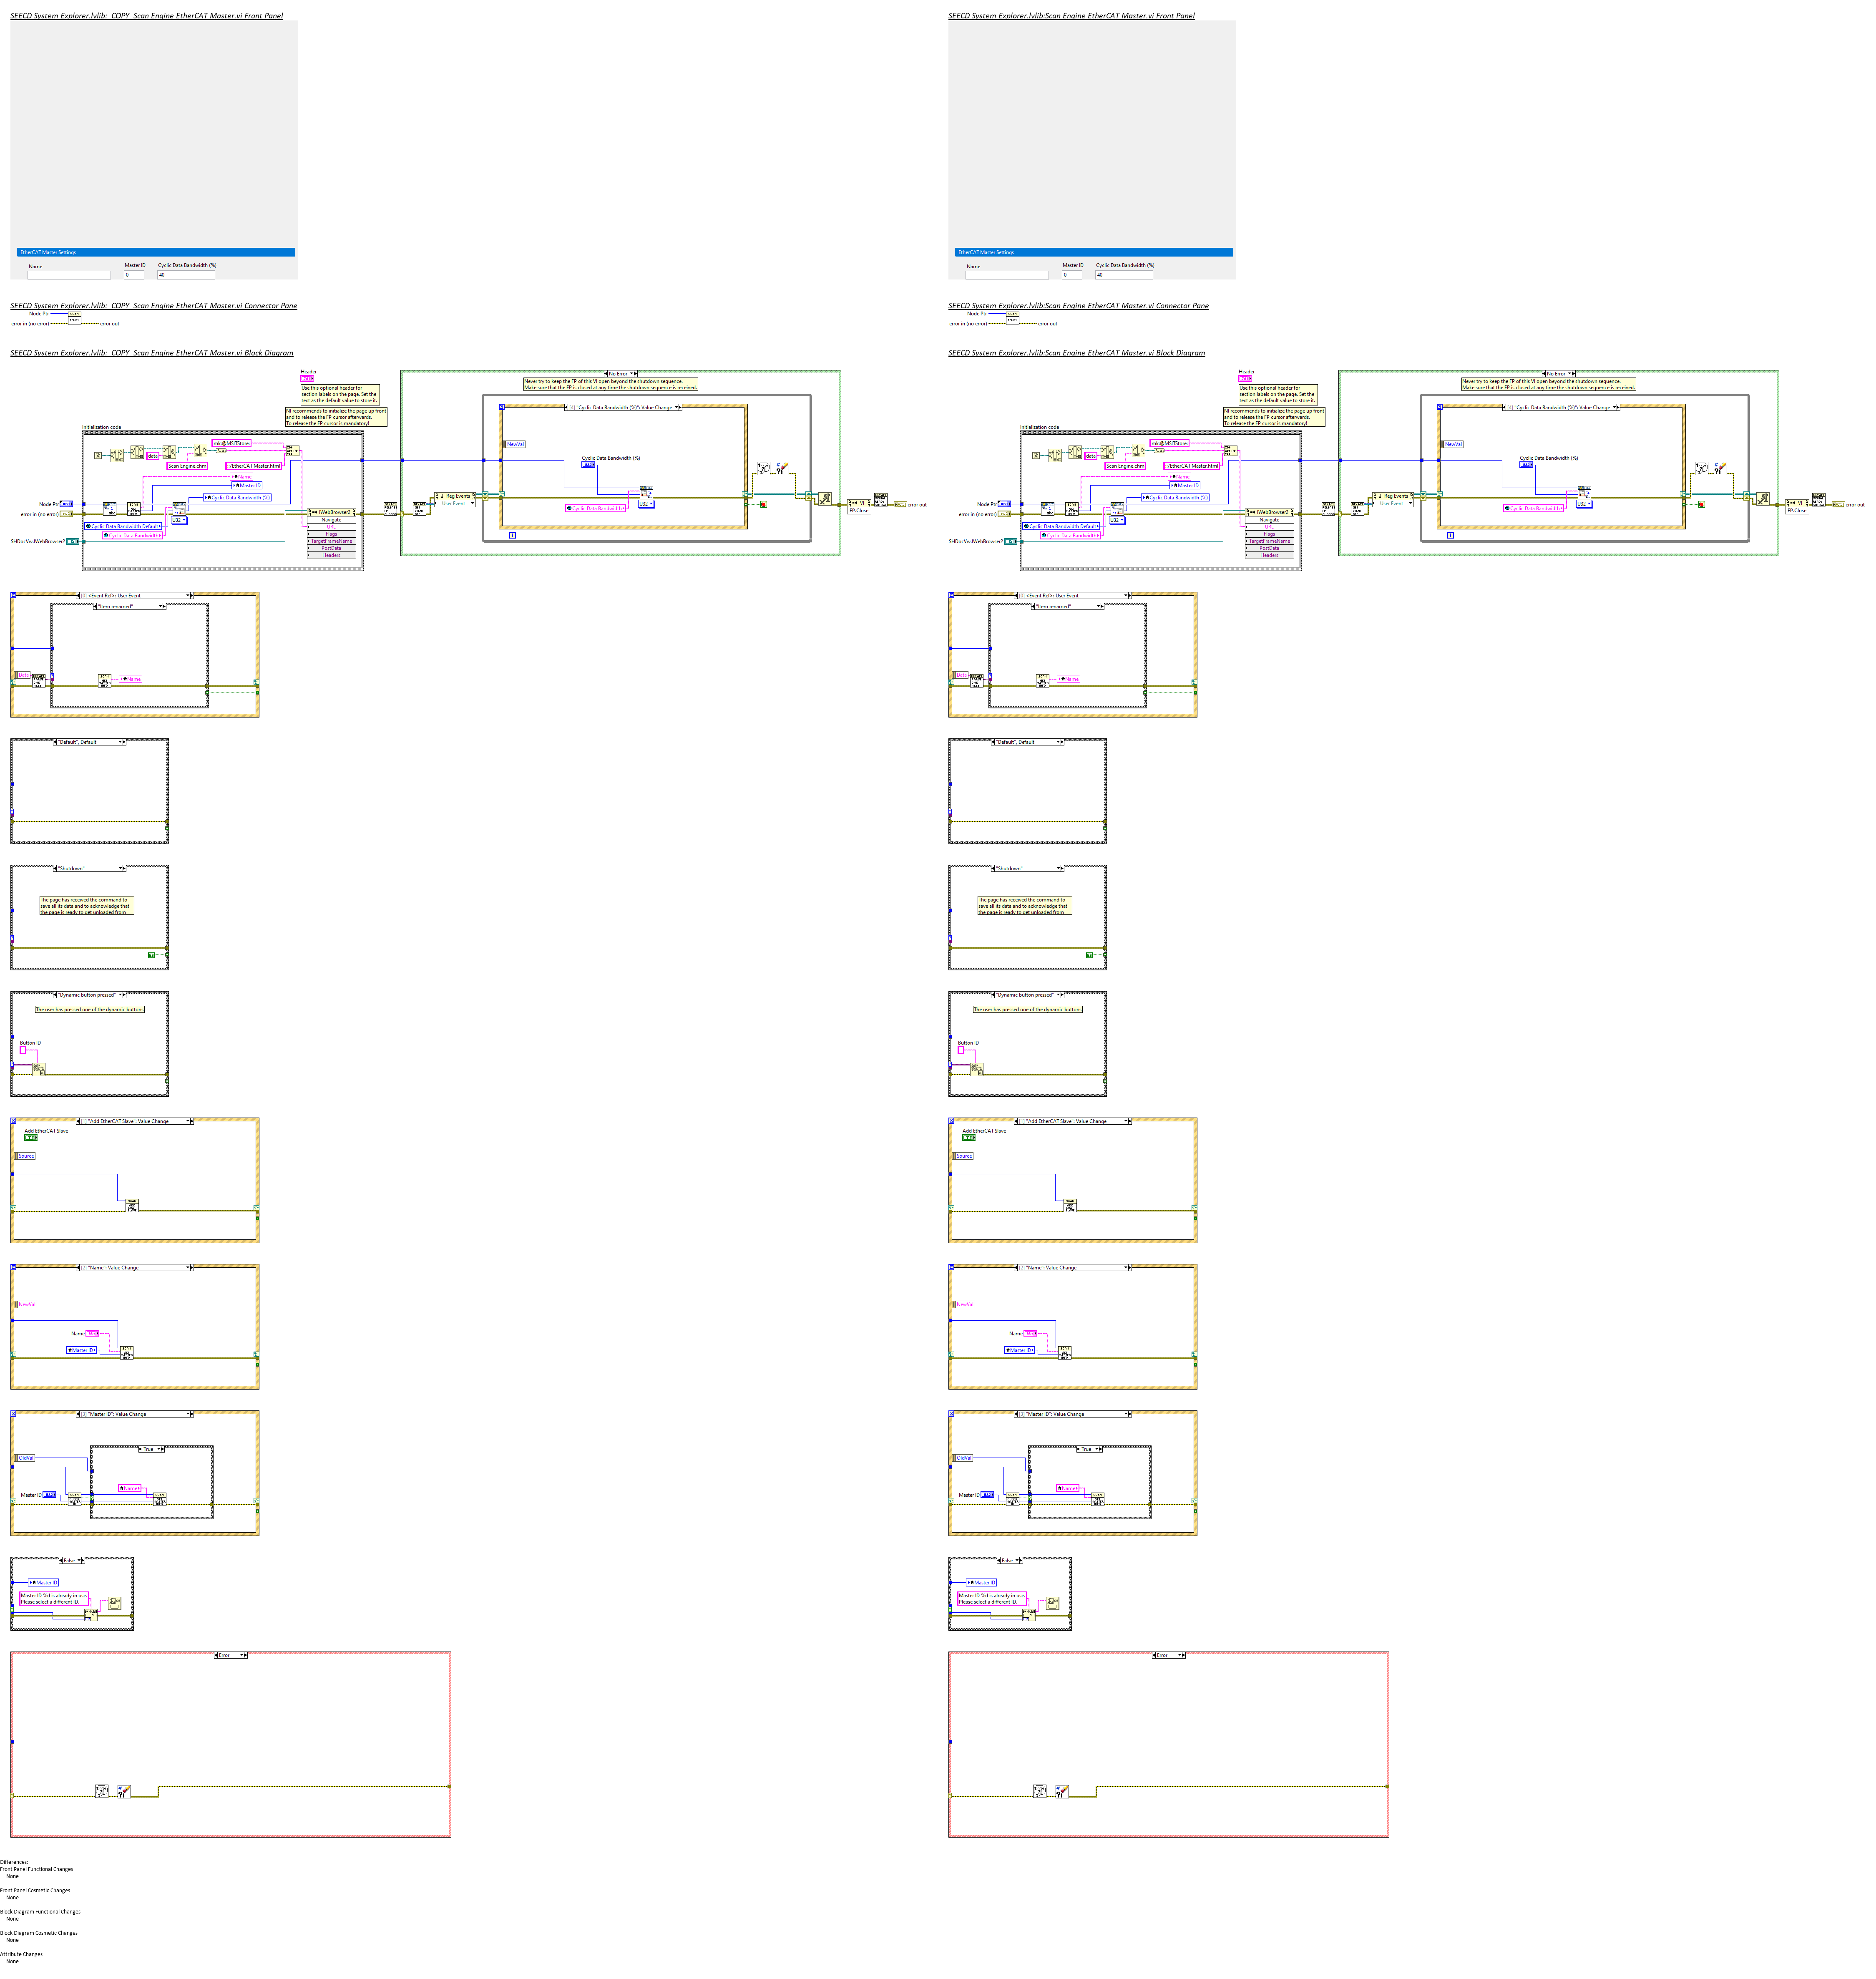 SEECD System Explorer.lvlib:_COPY_Scan Engine EtherCAT Master.vi Front Panel
EtherCAT Master Settings
Name
Master ID
Cyclic Data Bandwidth (%)
0
40
SEECD System Explorer.lvlib:_COPY_Scan Engine EtherCAT Master.vi Connector Pane
Node Ptr
error in (no error)
error out
SEECD System Explorer.lvlib:_COPY_Scan Engine EtherCAT Master.vi Block Diagram
Header
Use this optional header for
section labels on the page. Set the
text as the default value to store it.
NI recommends to initialize the page up front
and to release the FP cursor afterwards.
To release the FP cursor is mandatory!
Initialization code
data
Scan Engine.chm
mk:@MSITStore:
::/EtherCAT Master.html
Name
Master ID
Cyclic Data Bandwidth (%)
Node Ptr
error in (no error)
Cyclic Data Bandwidth Default
Cyclic Data Bandwidth
U32
SHDocVw.IWebBrowser2
IWebBrowser2
Navigate
URL
Flags
TargetFrameName
PostData
Headers
No Error
Never try to keep the FP of this VI open beyond the shutdown sequence.
Make sure that the FP is closed at any time the shutdown sequence is received.
[4] "Cyclic Data Bandwidth (%)": Value Change
NewVal
Cyclic Data Bandwidth (%)
Cyclic Data Bandwidth
U32
Reg Events
User Event
i
VI
FP.Close
error out
[0] <Event Ref>: User Event
"Item renamed"
Data
Name
"Default", Default
"Shutdown"
The page has received the command to
save all its data and to acknowledge that
the page is ready to get unloaded from
"Dynamic button pressed"
The user has pressed one of the dynamic buttons
Button ID
[1] "Add EtherCAT Slave": Value Change
Add EtherCAT Slave
Source
[2] "Name": Value Change
NewVal
Name
Master ID
[3] "Master ID": Value Change
True
OldVal
Name
Master ID
False
Master ID
Master ID %d is already in use.
Please select a different ID.
Error
Differences:
Front Panel Functional Changes
None
Front Panel Cosmetic Changes
None
Block Diagram Functional Changes
None
Block Diagram Cosmetic Changes
None
Attribute Changes
None
SEECD System Explorer.lvlib:Scan Engine EtherCAT Master.vi Front Panel
EtherCAT Master Settings
Name
Master ID
Cyclic Data Bandwidth (%)
0
40
SEECD System Explorer.lvlib:Scan Engine EtherCAT Master.vi Connector Pane
Node Ptr
error in (no error)
error out
SEECD System Explorer.lvlib:Scan Engine EtherCAT Master.vi Block Diagram
Header
Use this optional header for
section labels on the page. Set the
text as the default value to store it.
NI recommends to initialize the page up front
and to release the FP cursor afterwards.
To release the FP cursor is mandatory!
Initialization code
data
Scan Engine.chm
mk:@MSITStore:
::/EtherCAT Master.html
Name
Master ID
Cyclic Data Bandwidth (%)
Node Ptr
error in (no error)
Cyclic Data Bandwidth Default
Cyclic Data Bandwidth
U32
SHDocVw.IWebBrowser2
IWebBrowser2
Navigate
URL
Flags
TargetFrameName
PostData
Headers
No Error
Never try to keep the FP of this VI open beyond the shutdown sequence.
Make sure that the FP is closed at any time the shutdown sequence is received.
[4] "Cyclic Data Bandwidth (%)": Value Change
NewVal
Cyclic Data Bandwidth (%)
Cyclic Data Bandwidth
U32
Reg Events
User Event
i
VI
FP.Close
error out
[0] <Event Ref>: User Event
"Item renamed"
Data
Name
"Default", Default
"Shutdown"
The page has received the command to
save all its data and to acknowledge that
the page is ready to get unloaded from
"Dynamic button pressed"
The user has pressed one of the dynamic buttons
Button ID
[1] "Add EtherCAT Slave": Value Change
Add EtherCAT Slave
Source
[2] "Name": Value Change
NewVal
Name
Master ID
[3] "Master ID": Value Change
True
OldVal
Name
Master ID
False
Master ID
Master ID %d is already in use.
Please select a different ID.
Error